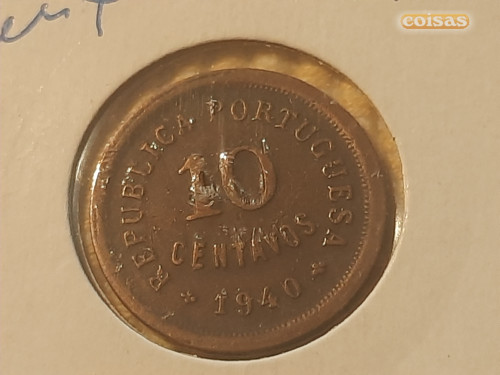 coisas
REPUBLICA PORTUGUESA
10
CENTAVOS
* 1940 *